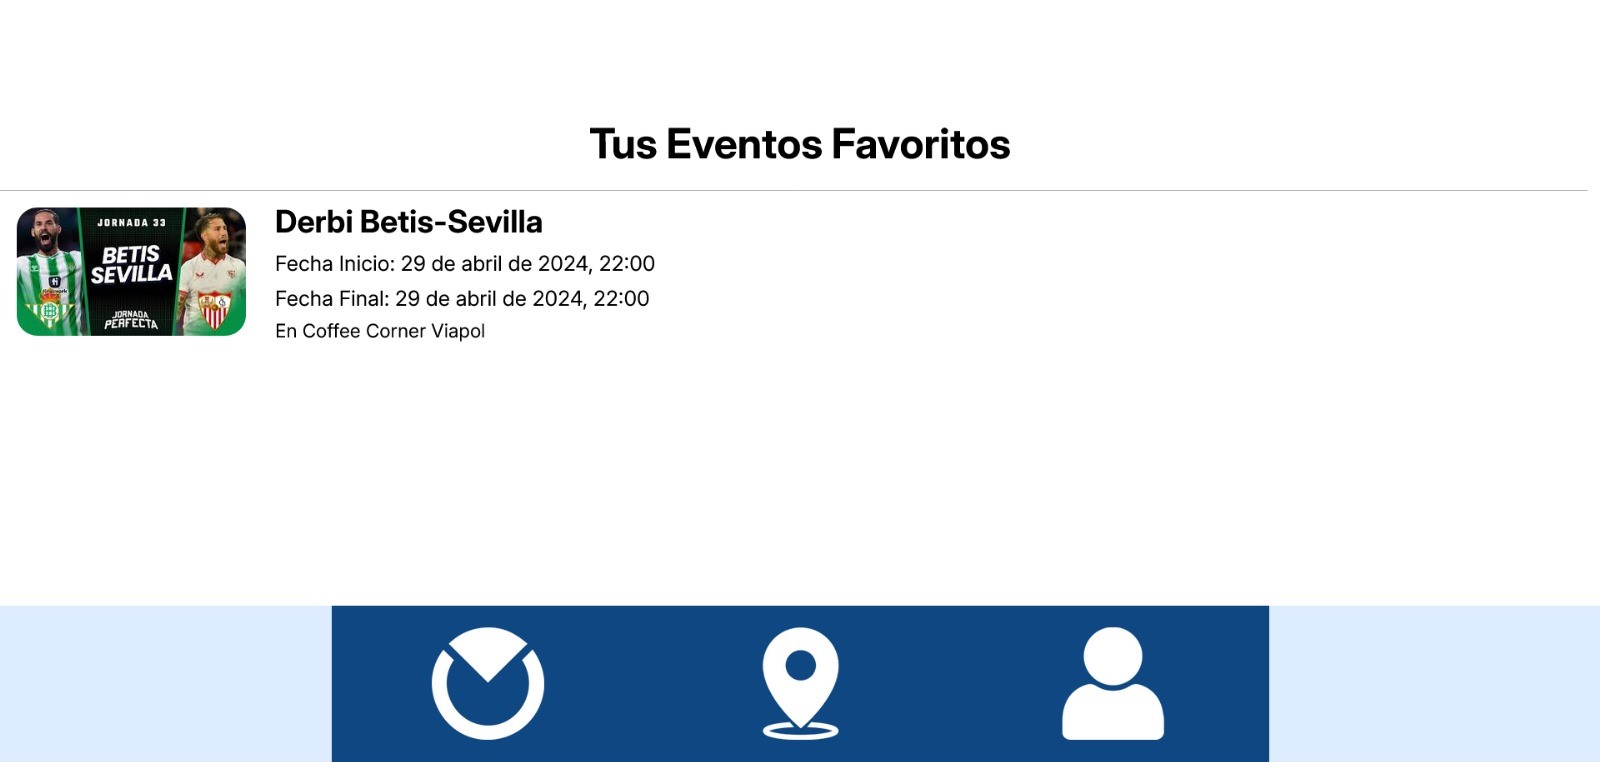 Tus Eventos Favoritos
JORNADA 33
BETIS
SEVILLA
JORNADA
PERFECTA
Derbi Betis-Sevilla
Fecha Inicio: 29 de abril de 2024, 22:00
Fecha Final: 29 de abril de 2024, 22:00
En Coffee Corner Viapol